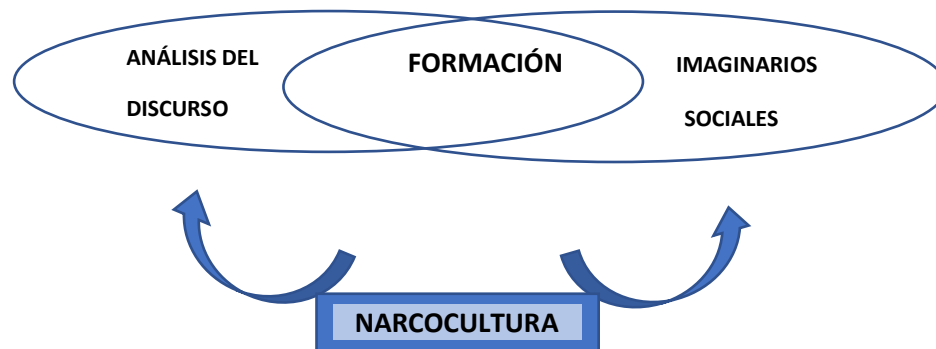 ANÁLISIS DEL
DISCURSO
FORMACIÓN
IMAGINARIOS
SOCIALES
NARCOCULTURA